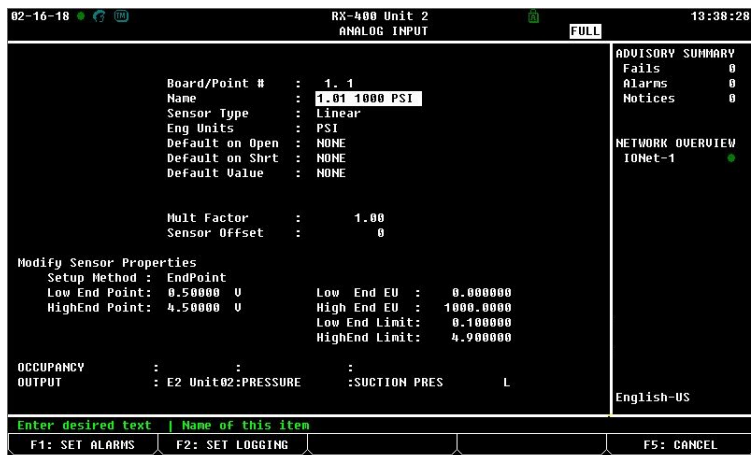 02-16-18 TM RX-400 Unit 2 13:38:28
ANALOG INPUT FULL
ADVISORY SUMMARY
Fails 0
Alarms 0
Notices 0
NETWORK OVERVIEW
IONet-1
Board/Point # : 1. 1
Name : 1.01 1000 PSI
Sensor Type : Linear
Eng Units : PSI
Default on Open : NONE
Default on Shrt : NONE
Default Value : NONE
Mult Factor : 1.00
Sensor Offset : 0
Modify Sensor Properties
Setup Method : EndPoint
Low End Point: 0.50000 V Low End EU : 0.000000
HighEnd Point: 4.50000 V High End EU : 1000.0000
Low End Limit: 0.100000
HighEnd Limit: 4.900000
OCCUPANCY : : :
OUTPUT : E2 Unit02:PRESSURE :SUCTION PRES L
English-US
Enter desired text | Name of this item
F1: SET ALARMS F2: SET LOGGING F5: CANCEL